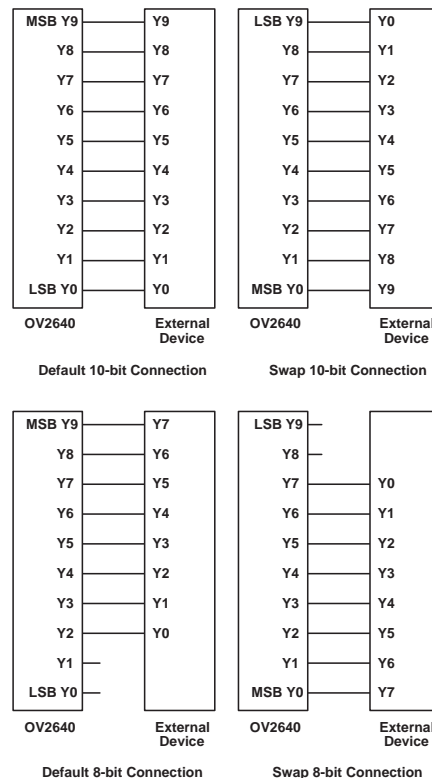 MSB Y9 Y9
Y8 Y8
Y7 Y7
Y6 Y6
Y5 Y5
Y4 Y4
Y3 Y3
Y2 Y2
Y1 Y1
LSB Y0 Y0
OV2640 External
Device
Default 10-bit Connection
LSB Y9 Y0
Y8 Y1
Y7 Y2
Y6 Y3
Y5 Y4
Y4 Y5
Y3 Y6
Y2 Y7
Y1 Y8
MSB Y0 Y9
OV2640 External
Device
Swap 10-bit Connection
MSB Y9 Y7
Y8 Y6
Y7 Y5
Y6 Y4
Y5 Y3
Y4 Y2
Y3 Y1
Y2 Y0
Y1
LSB Y0
OV2640 External
Device
Default 8-bit Connection
LSB Y9
Y8
Y7 Y0
Y6 Y1
Y5 Y2
Y4 Y3
Y3 Y4
Y2 Y5
Y1 Y6
MSB Y0 Y7
OV2640 External
Device
Swap 8-bit Connection